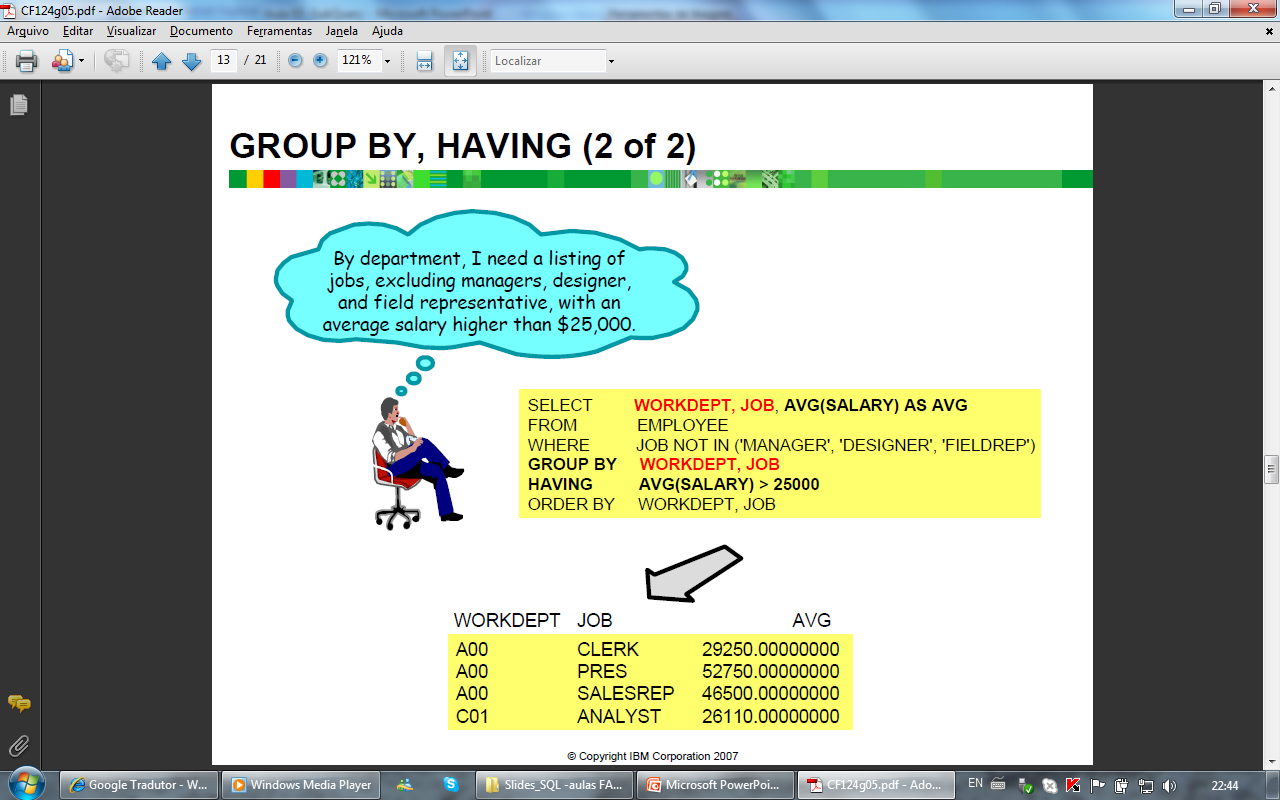 CF124g05.pdf - Adobe Reader
Arquivo Editar Visualizar Documento Ferramentas Janela Ajuda
13 / 21 121% Localizar
GROUP BY, HAVING (2 of 2)
By department, I need a listing of
jobs, excluding managers, designer,
and field representative, with an
average salary higher than $25,000.
SELECT WORKDEPT, JOB, AVG(SALARY) AS AVG
FROM EMPLOYEE
WHERE JOB NOT IN ('MANAGER', 'DESIGNER', 'FIELDREP')
GROUP BY WORKDEPT, JOB
HAVING AVG(SALARY) > 25000
ORDER BY WORKDEPT, JOB
WORKDEPT JOB AVG
A00 CLERK 29250.00000000
A00 PRES 52750.00000000
A00 SALESREP 46500.00000000
C01 ANALYST 26110.00000000
© Copyright IBM Corporation 2007
Google Tradutor - W... Windows Media Player Slides_SQL -aulas FA... Microsoft PowerPoi... CF124g05.pdf - Ado... EN 22:44